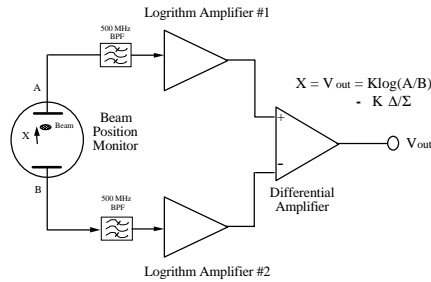 Logrithm Amplifier #1
500 MHz
BPF
A
X = V out = Klog(A/B)
- K Δ/Σ
X
Beam
Beam
Position
Monitor
+
-
Vout
B
Differential
Amplifier
500 MHz
BPF
Logrithm Amplifier #2